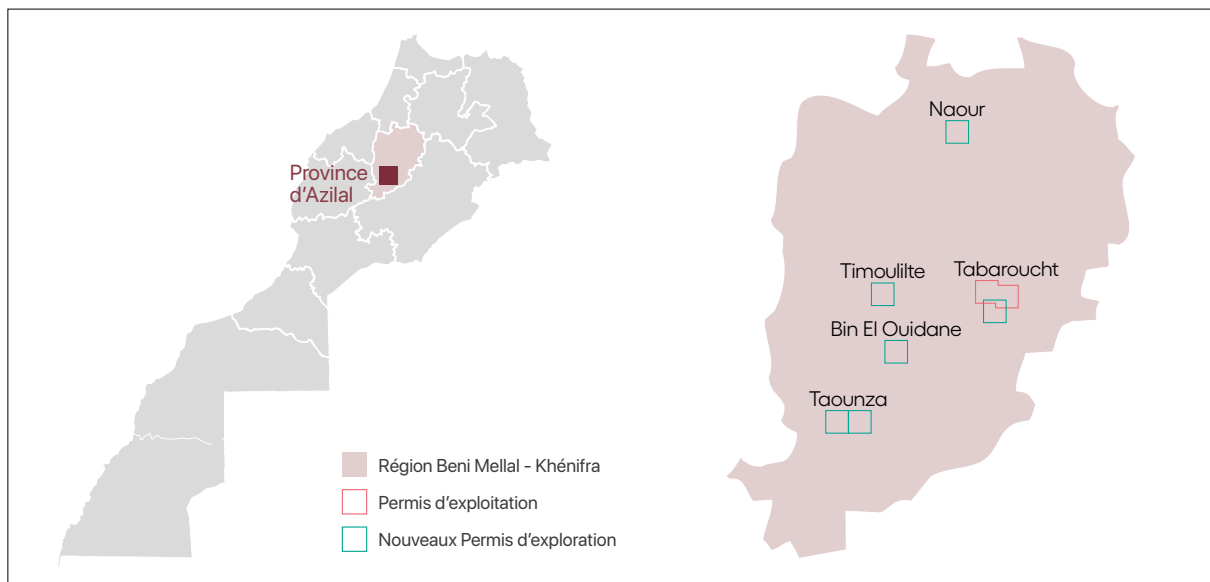 Province
d'Azilal
Région Beni Mellal - Khénifra
Permis d'exploitation
Nouveaux Permis d'exploration
Naour
Timoulilte
Tabaroucht
Bin El Ouidane
Taounza